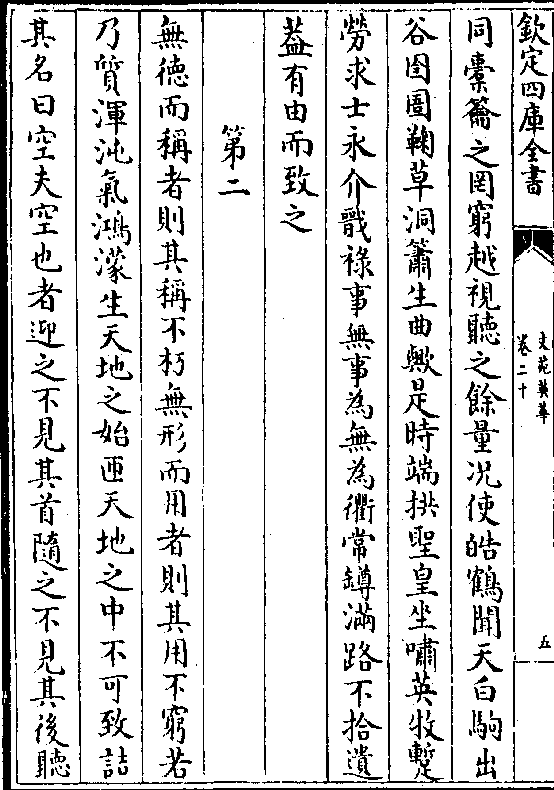 欽定四庫全書
文苑英華
卷二十
五
同橐籥之罔窮越視聽之餘量况使皓鶴聞天白駒出
谷囹圄鞠草洞簫生曲歟是時端拱聖皇坐嘯英牧蹔
勞求士永介戩祿事無事為無為衢常罇滿路不拾遺
葢有由而致之
第二
無德而稱者則其稱不朽無形而用者則其用不窮若
乃質渾沌氣鴻濛生天地之始匝天地之中不可致詰
其名曰空夫空也者迎之不見其首隨之不見其後聽